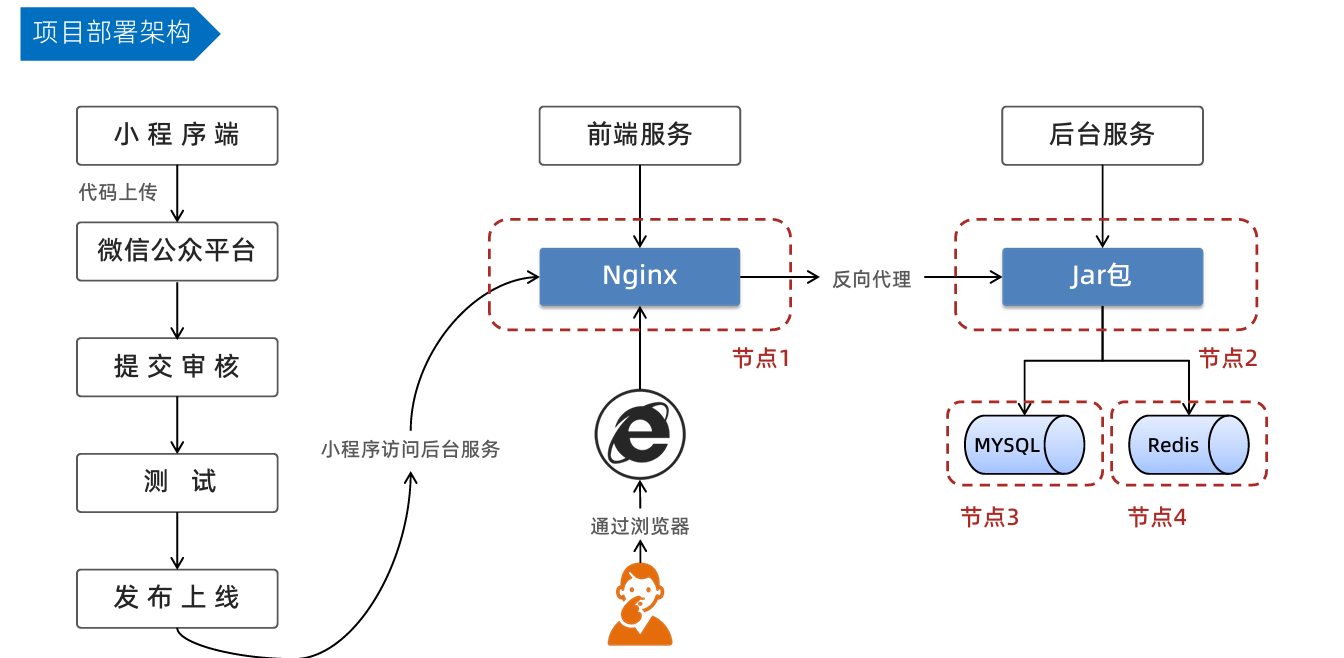 项目部署架构
小程序端
代码上传
微信公众平台
提交审核
测 试
发布上线
小程序访问后台服务
前端服务
Nginx
节点1
通过浏览器
反向代理
后台服务
Jar包
节点2
MYSQL
节点3
Redis
节点4